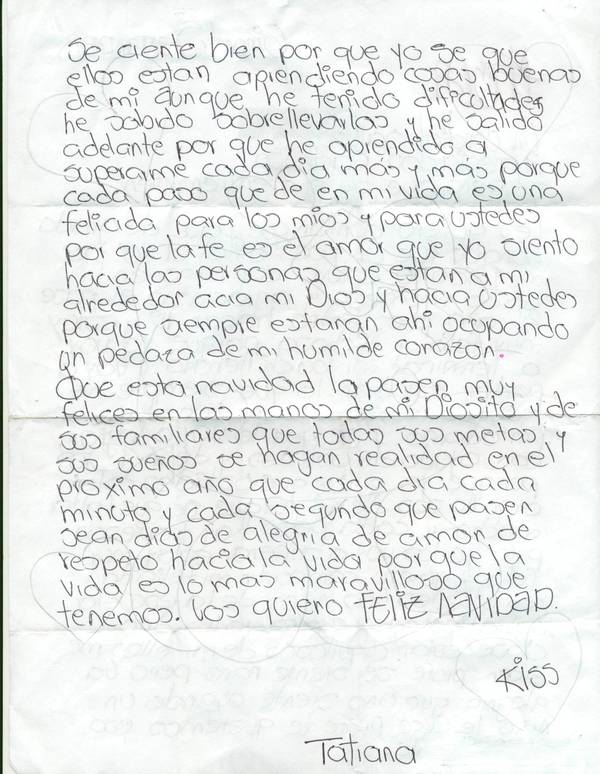 Se ciente bien por que yo se que
ellos estan aprendiendo cosas buenas
de mi aunque he tenido dificultades
he sabido sobrellevarlas y he salido
adelante por que he aprendido a
superarme cada dia más y más porque
cada paso que de en mi vida es una
feliciada para los mios y para ustedes
por que la fe es el amor que yo siento
hacia las personas que estan a mi
alrededor acia mi Dios y hacia ustedes
porque siempre estaran ahi ocupando
un pedaza de mi humilde corazon.
Que esta navidad la pasen muy
felices en las manos de mi Diosito y de
sus familiares que todas sus metas y
sus sueños se hagan realidad en el
proximo año que cada dia cada
minuto y cada segundo que pasen
sean dias de alegria de amor de
respeto hacia la vida por que la
vida es lo mas maravilloso que
tenemos. Los quiero FELIZ NAVIDAD.
Kiss
Tatiana